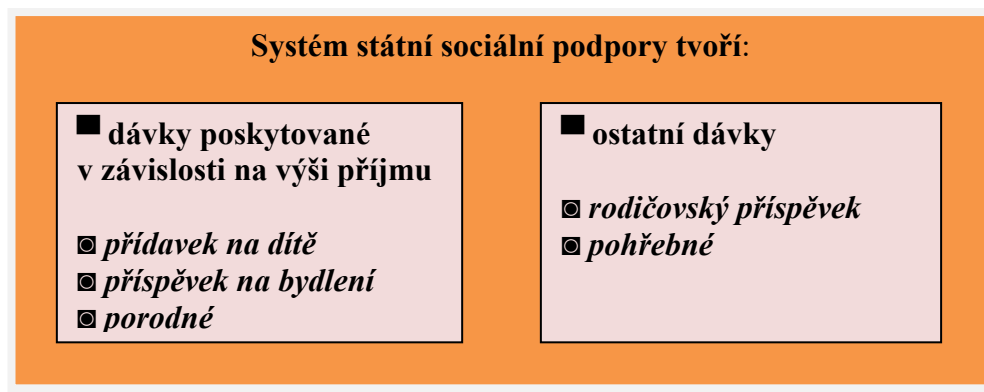 Systém státní sociální podpory tvoří:
▀ dávky poskytované
v závislosti na výši příjmu
◙ přídavek na dítě
◙ příspěvek na bydlení
◙ porodné
▀ ostatní dávky
◙ rodičovský příspěvek
◙ pohřebné